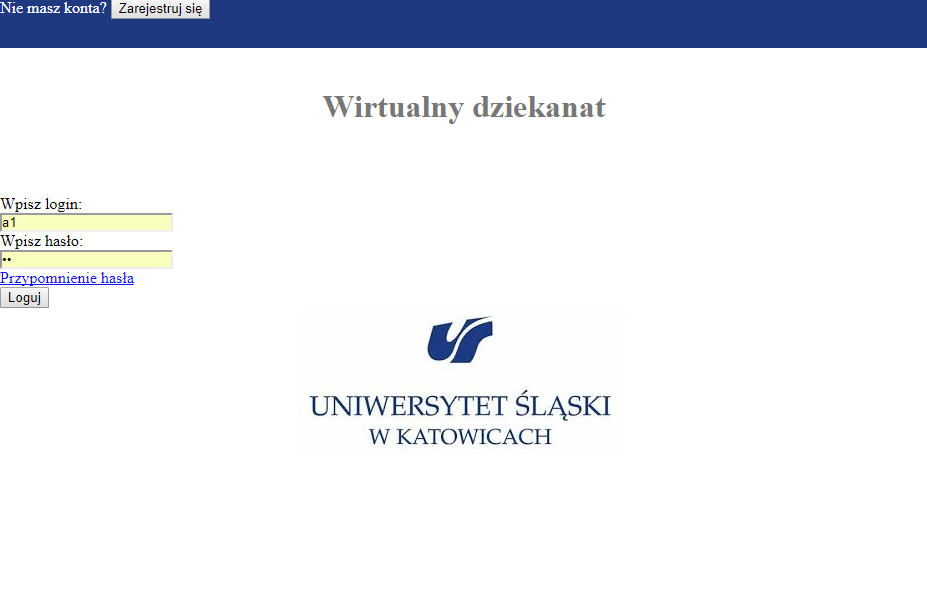 Nie masz konta? Zarejestruj się
Wirtualny dziekanat
Wpisz login:
a1
Wpisz hasło:
••
Przypomnienie hasła
Loguj
UNIWERSYTET ŚLĄSKI
W KATOWICACH